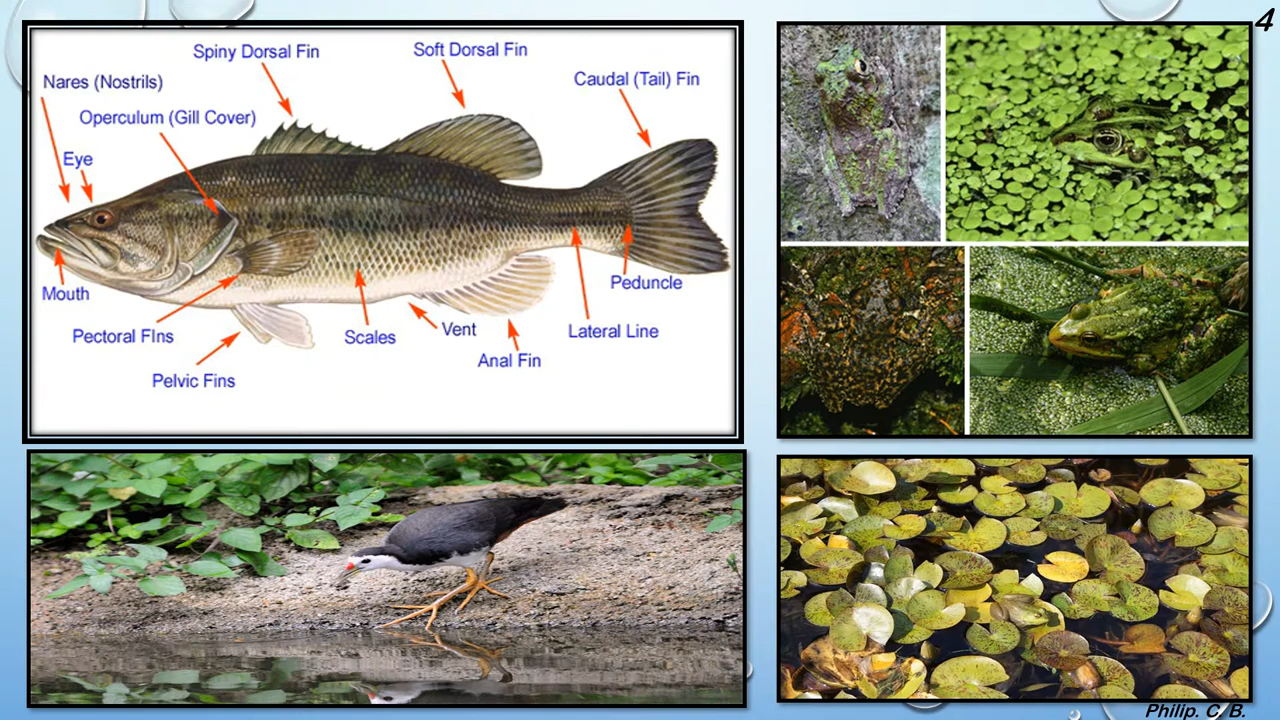 4
Spiny Dorsal Fin
Soft Dorsal Fin
Nares (Nostrils)
Caudal (Tail) Fin
Operculum (Gill Cover)
Eye
Mouth
Peduncle
Pectoral FIns
Scales
Vent
Lateral Line
Anal Fin
Pelvic Fins
Philip. C. B.